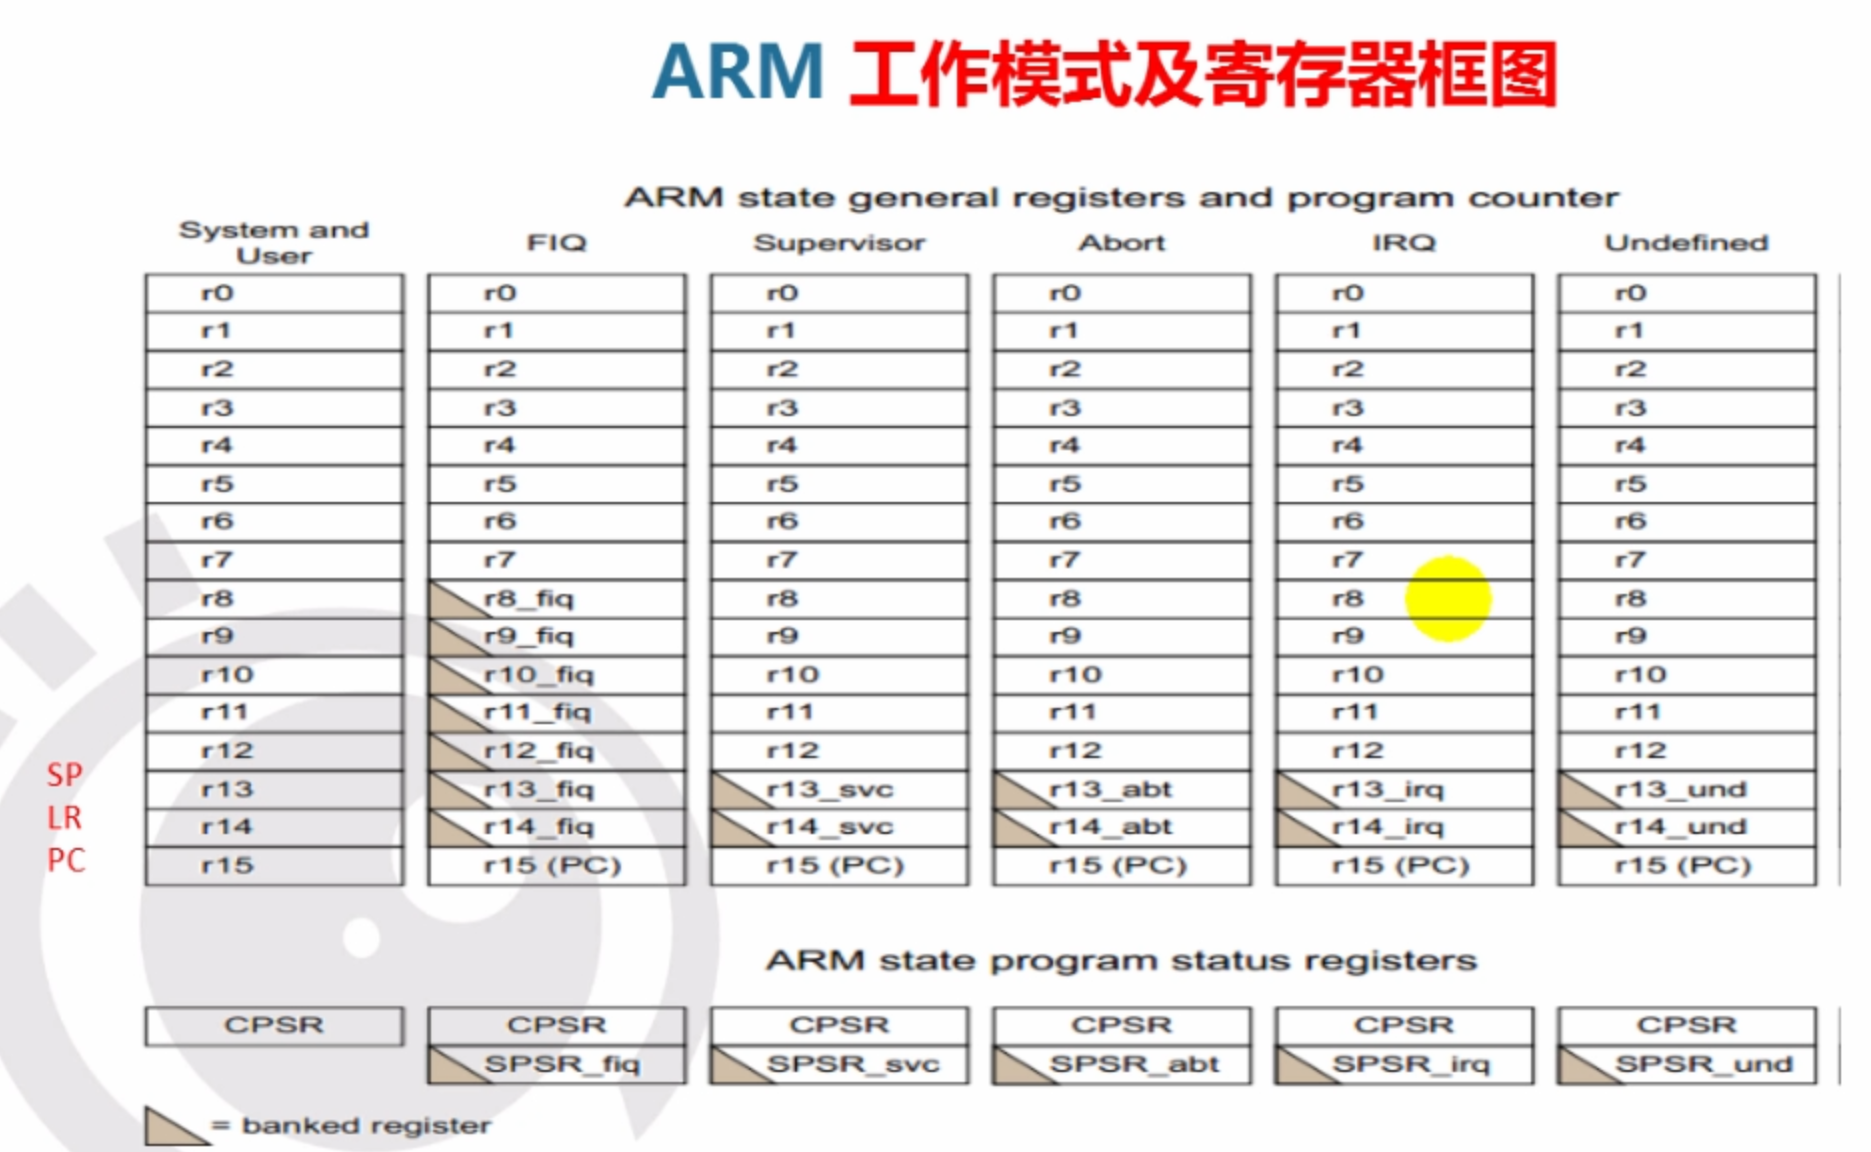 ARM 工作模式及寄存器框图
ARM state general registers and program counter
System and User FIQ Supervisor Abort IRQ Undefined
r0 r0 r0 r0 r0 r0
r1 r1 r1 r1 r1 r1
r2 r2 r2 r2 r2 r2
r3 r3 r3 r3 r3 r3
r4 r4 r4 r4 r4 r4
r5 r5 r5 r5 r5 r5
r6 r6 r6 r6 r6 r6
r7 r7 r7 r7 r7 r7
r8 r8_fiq r8 r8 r8 r8
r9 r9_fiq r9 r9 r9 r9
r10 r10_fiq r10 r10 r10 r10
r11 r11_fiq r11 r11 r11 r11
r12 r12_fiq r12 r12 r12 r12
SP r13 r13_fiq r13_svc r13_abt r13_irq r13_und
LR r14 r14_fiq r14_svc r14_abt r14_irq r14_und
PC r15 r15 (PC) r15 (PC) r15 (PC) r15 (PC) r15 (PC)
ARM state program status registers
CPSR CPSR CPSR CPSR CPSR CPSR
SPSR_fiq SPSR_svc SPSR_abt SPSR_irq SPSR_und
= banked register